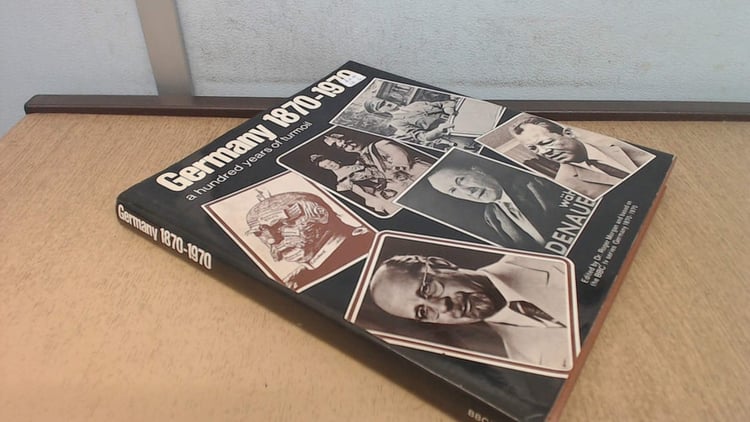 Germany 1870-1970
a hundred years of turmoil
wäh
DENAUE
Edited by Dr. Roger Morgan and based on
the BBC tv series 'Germany 1870-1970'
Germany 1870-1970
BBC